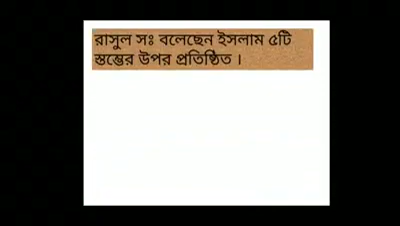 রাসুল সঃ বলেছেন ইসলাম ৫টি
স্তম্ভের উপর প্রতিষ্ঠিত ।